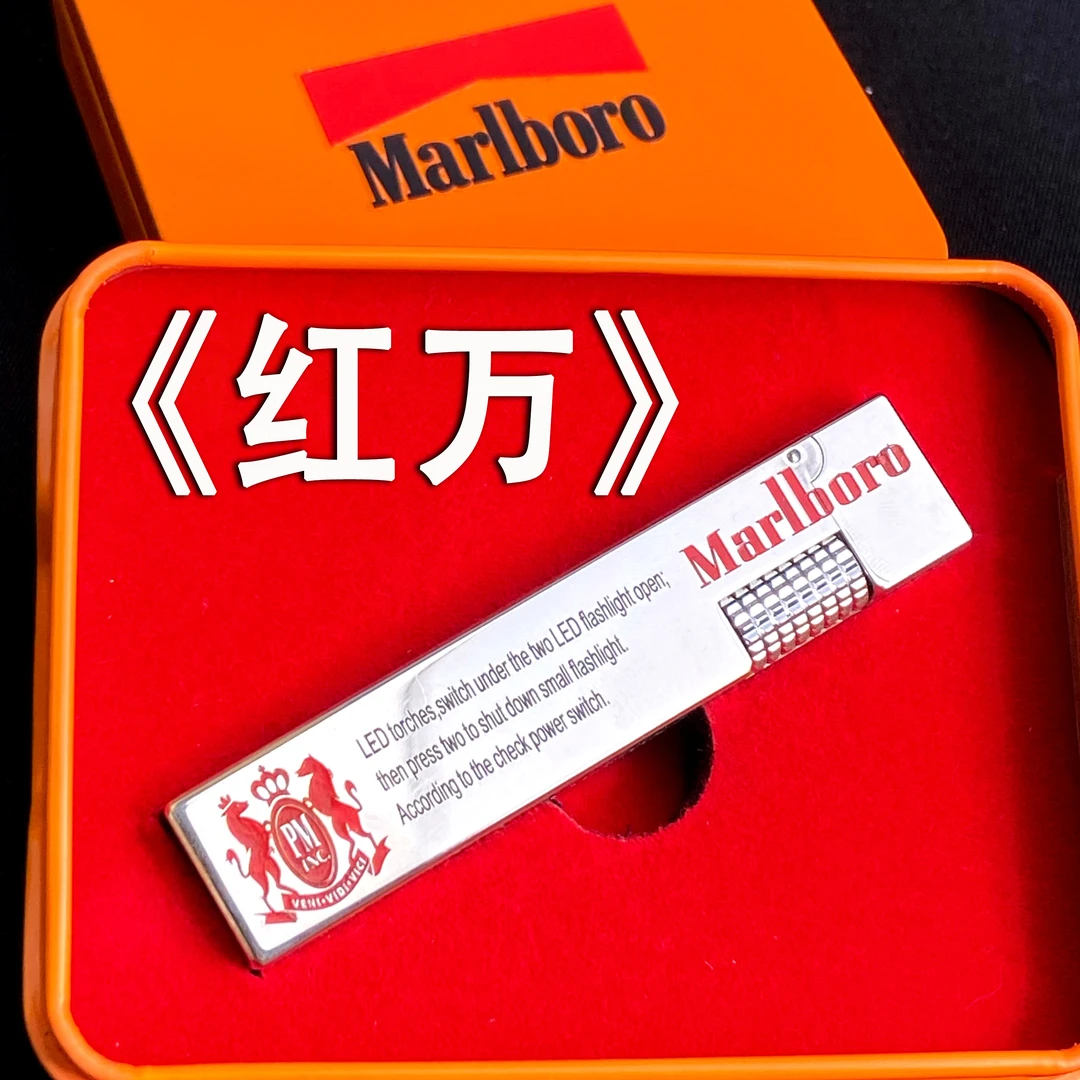 Marlboro
《红万》
Marlboro
LED torches,switch under the two LED flashlight open;
then press two to shut down small flashlight.
According to the check power switch.
PM
INC.
VENI·VIDI·VICI